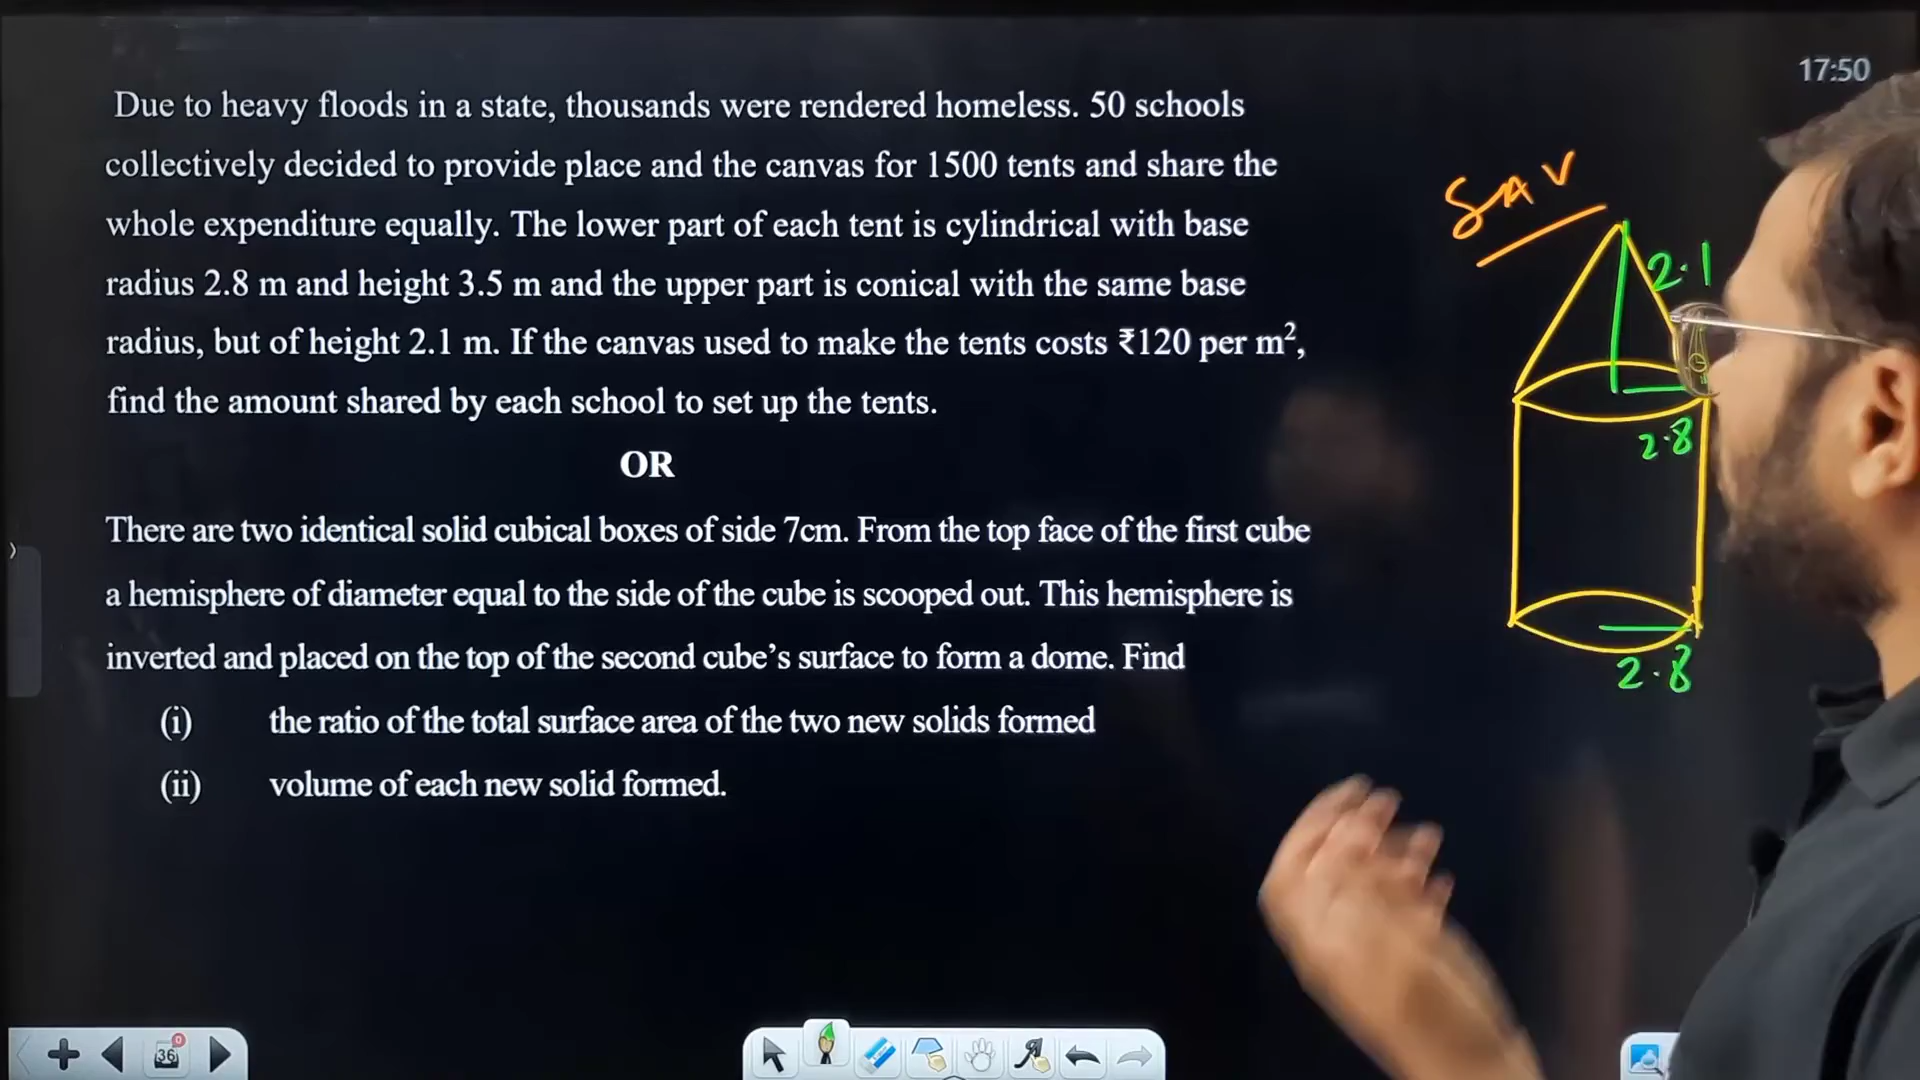 17:50
Due to heavy floods in a state, thousands were rendered homeless. 50 schools
collectively decided to provide place and the canvas for 1500 tents and share the
whole expenditure equally. The lower part of each tent is cylindrical with base
radius 2.8 m and height 3.5 m and the upper part is conical with the same base
radius, but of height 2.1 m. If the canvas used to make the tents costs ₹120 per m²,
find the amount shared by each school to set up the tents.
OR
There are two identical solid cubical boxes of side 7cm. From the top face of the first cube
a hemisphere of diameter equal to the side of the cube is scooped out. This hemisphere is
inverted and placed on the top of the second cube’s surface to form a dome. Find
(i) the ratio of the total surface area of the two new solids formed
(ii) volume of each new solid formed.
SAV
2.1
2.8
2.8
36
0